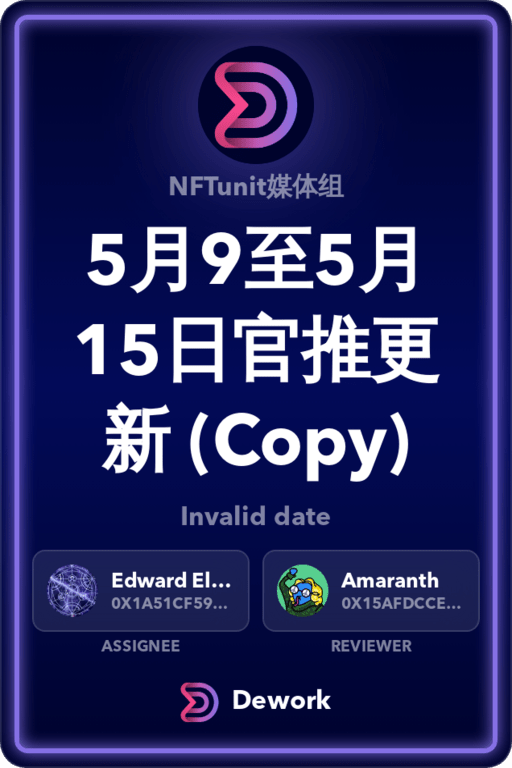 NFTunit媒体组
5月9至5月
15日官推更
新 (Copy)
Invalid date
Edward El...
0X1A51CF59...
ASSIGNEE
Amaranth
0X15AFDCCE...
REVIEWER
Dework